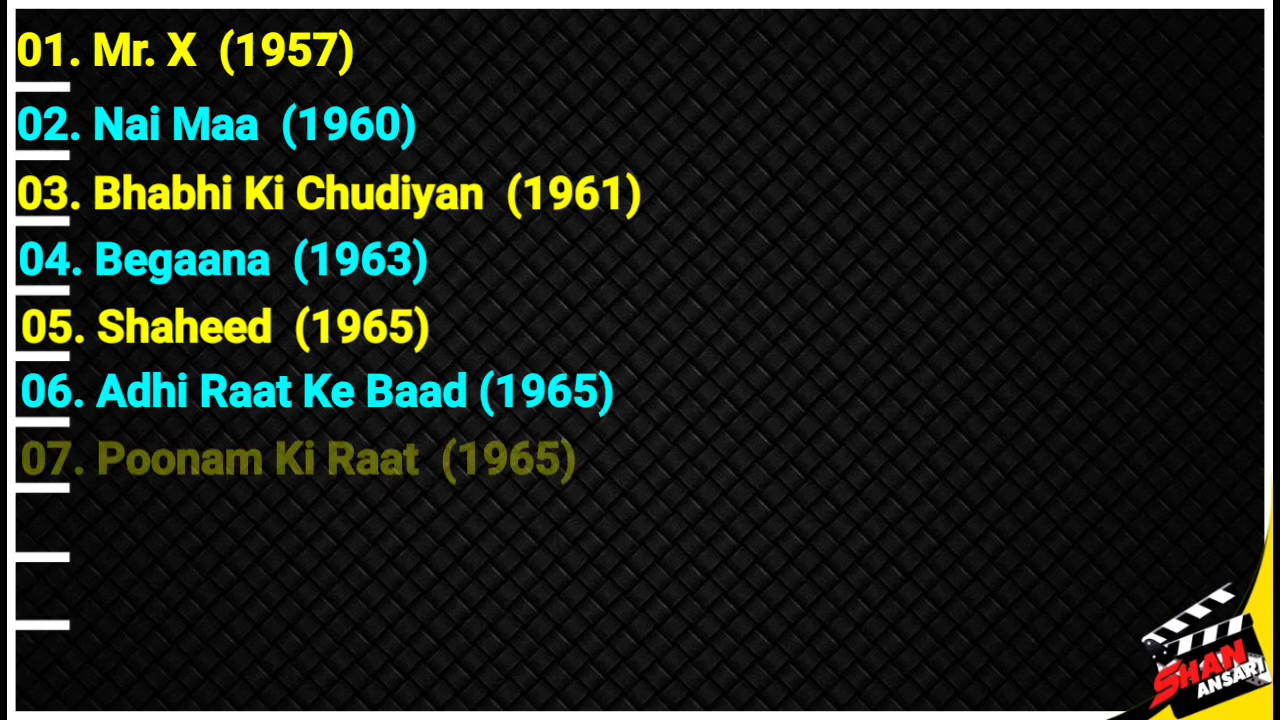 01. Mr. X (1957)
02. Nai Maa (1960)
03. Bhabhi Ki Chudiyan (1961)
04. Begaana (1963)
05. Shaheed (1965)
06. Adhi Raat Ke Baad (1965)
07. Poonam Ki Raat (1965)
SHAN
ANSARI